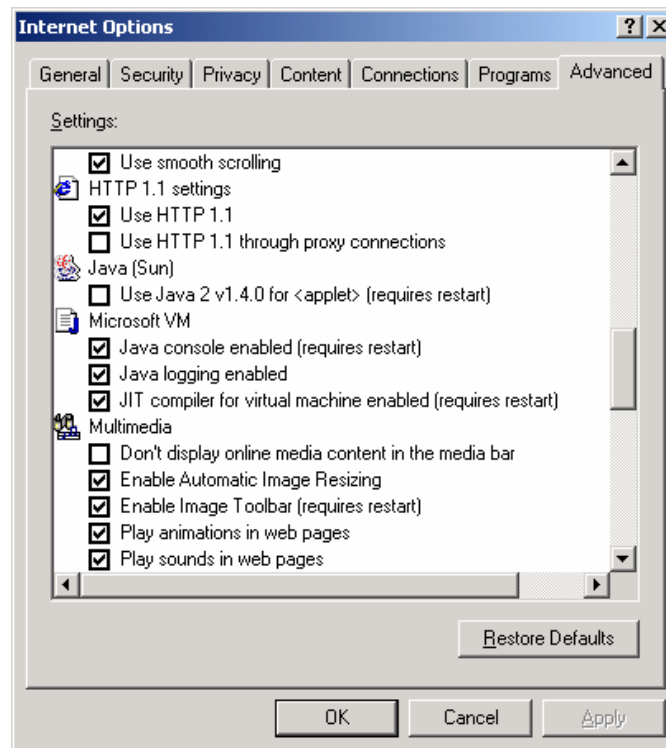 Internet Options
General Security Privacy Content Connections Programs Advanced
Settings:
Use smooth scrolling
HTTP 1.1 settings
Use HTTP 1.1
Use HTTP 1.1 through proxy connections
Java (Sun)
Use Java 2 v1.4.0 for <applet> (requires restart)
Microsoft VM
Java console enabled (requires restart)
Java logging enabled
JIT compiler for virtual machine enabled (requires restart)
Multimedia
Don't display online media content in the media bar
Enable Automatic Image Resizing
Enable Image Toolbar (requires restart)
Play animations in web pages
Play sounds in web pages
Restore Defaults
OK Cancel Apply